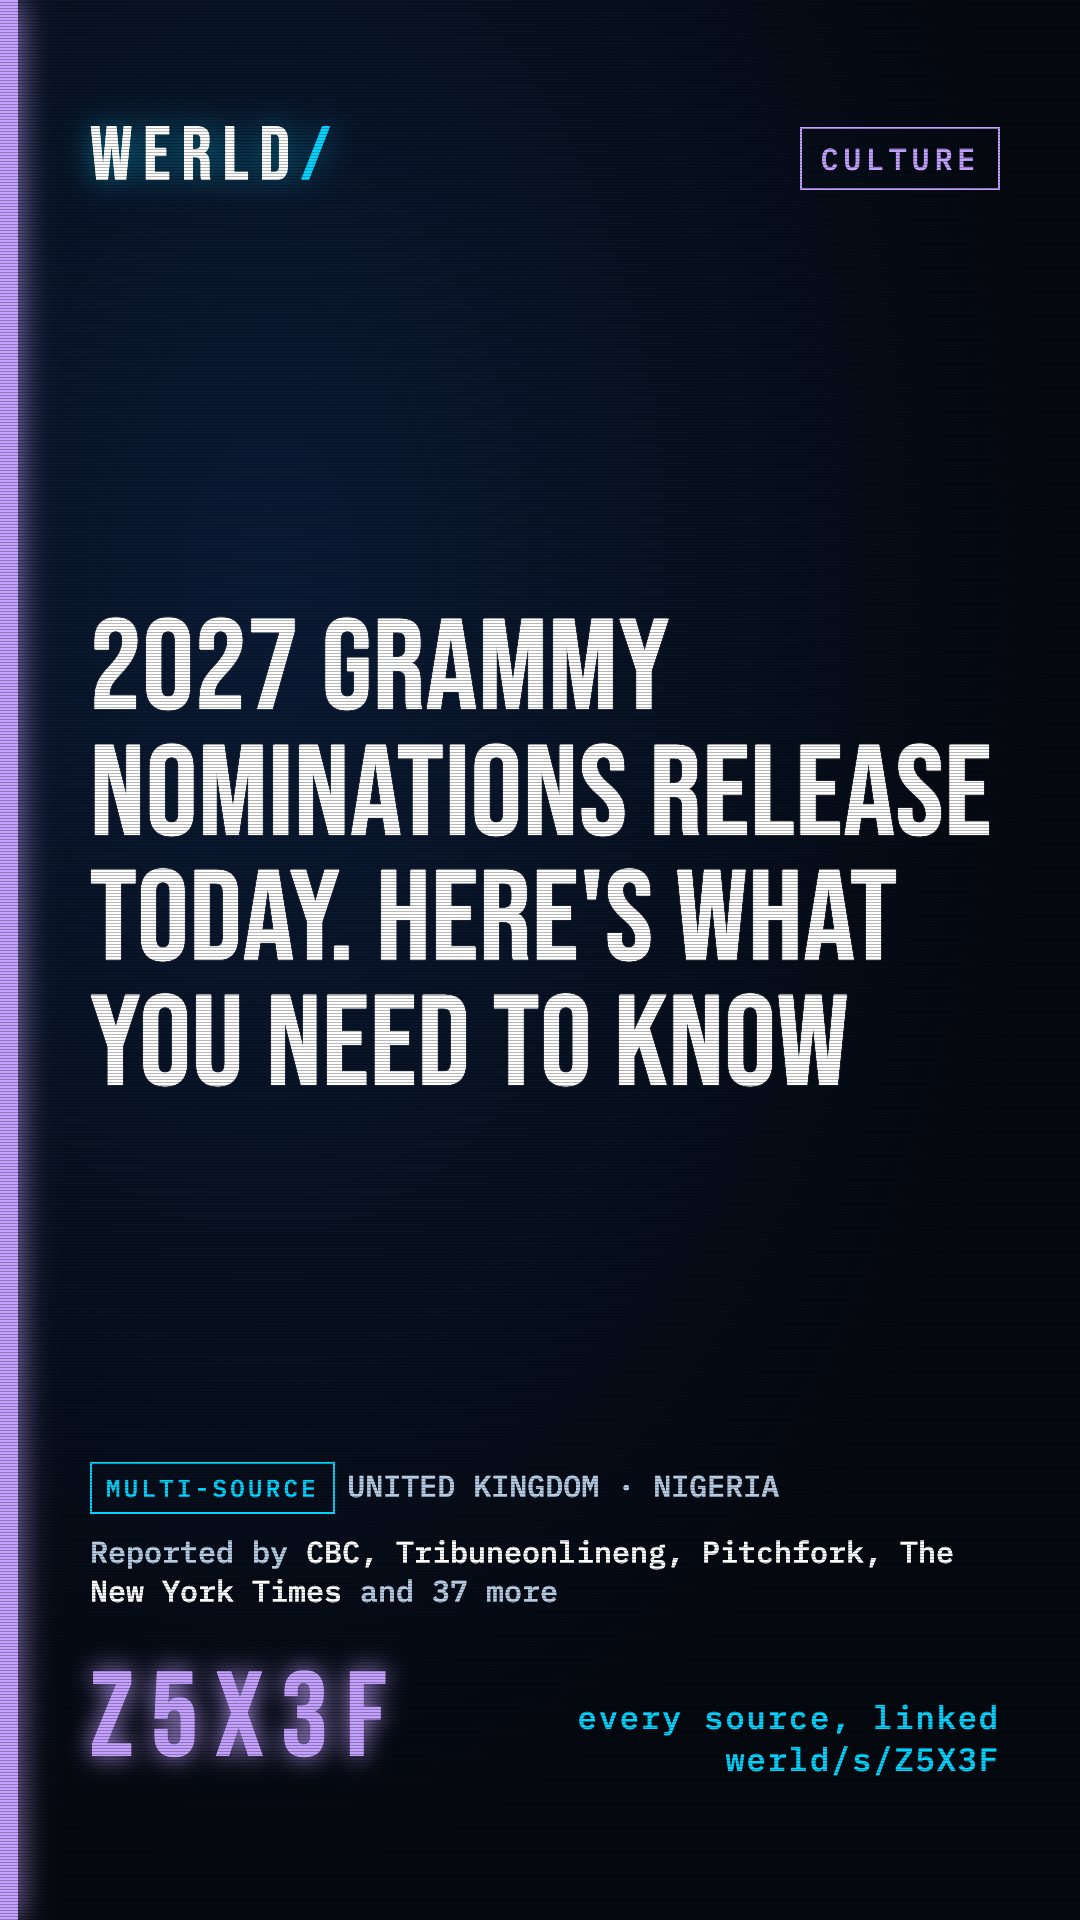 WERLD/
CULTURE
2027 GRAMMY
NOMINATIONS RELEASE
TODAY. HERE'S WHAT
YOU NEED TO KNOW
MULTI-SOURCE UNITED KINGDOM · NIGERIA
Reported by CBC, Tribuneonlineng, Pitchfork, The
New York Times and 37 more
Z5X3F
every source, linked
werld/s/Z5X3F